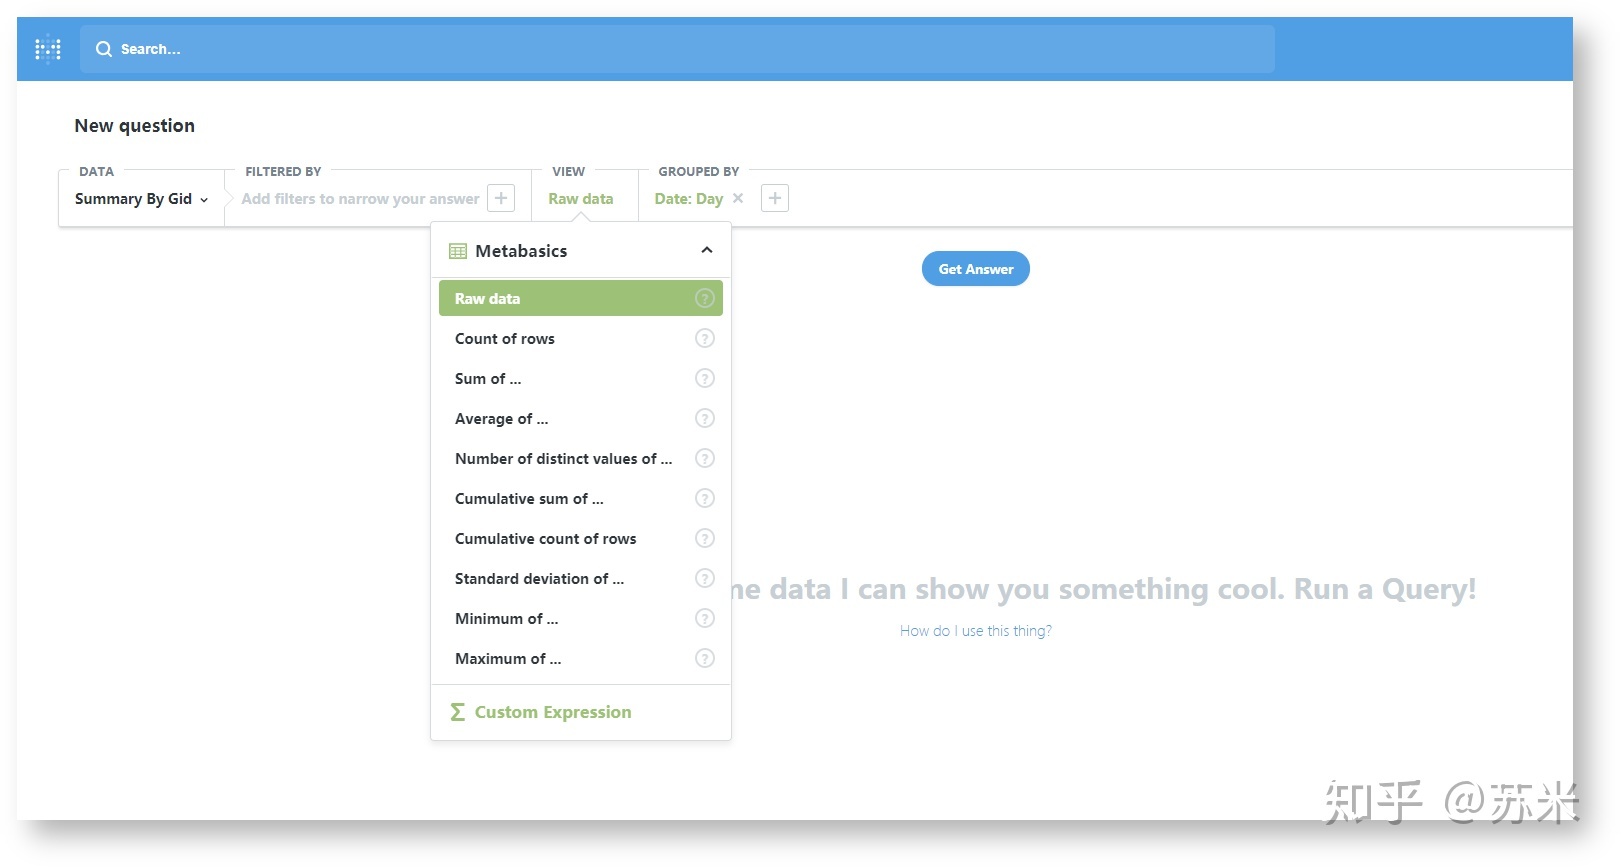 Search...
New question
DATA
FILTERED BY
VIEW
GROUPED BY
Summary By Gid
Add filters to narrow your answer
Raw data
Date: Day
Metabasics
Get Answer
Raw data
Count of rows
Sum of ...
Average of ...
Number of distinct values of ...
Cumulative sum of ...
Cumulative count of rows
Standard deviation of ...
data I can show you something cool. Run a Query!
Minimum of ...
How do I use this thing?
Maximum of ...
Custom Expression
知乎 @苏米